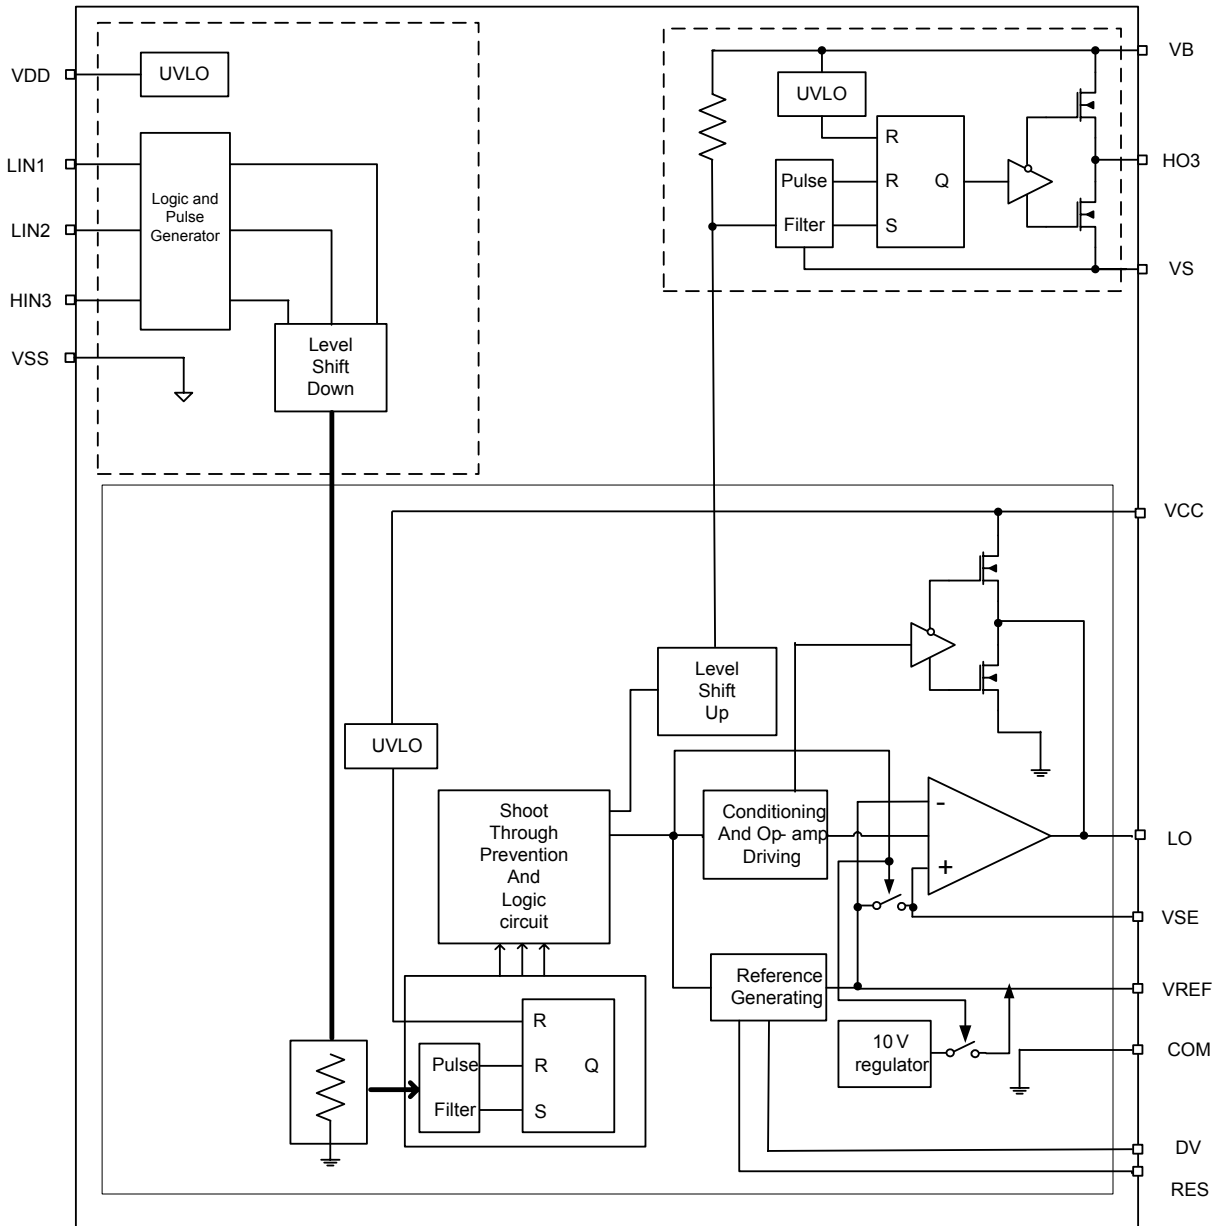 VDD
UVLO
LIN1
LIN2
HIN3
VSS
Logic and
Pulse
Generator
Level
Shift
Down
VB
UVLO
R
Pulse
R
Q
Filter
S
HO3
VS
VCC
Level
Shift
Up
UVLO
Shoot
Through
Prevention
And
Logic
circuit
Conditioning
And Op- amp
Driving
-
+
LO
VSE
Reference
Generating
VREF
10 V
regulator
COM
R
Pulse
R
Q
Filter
S
DV
RES